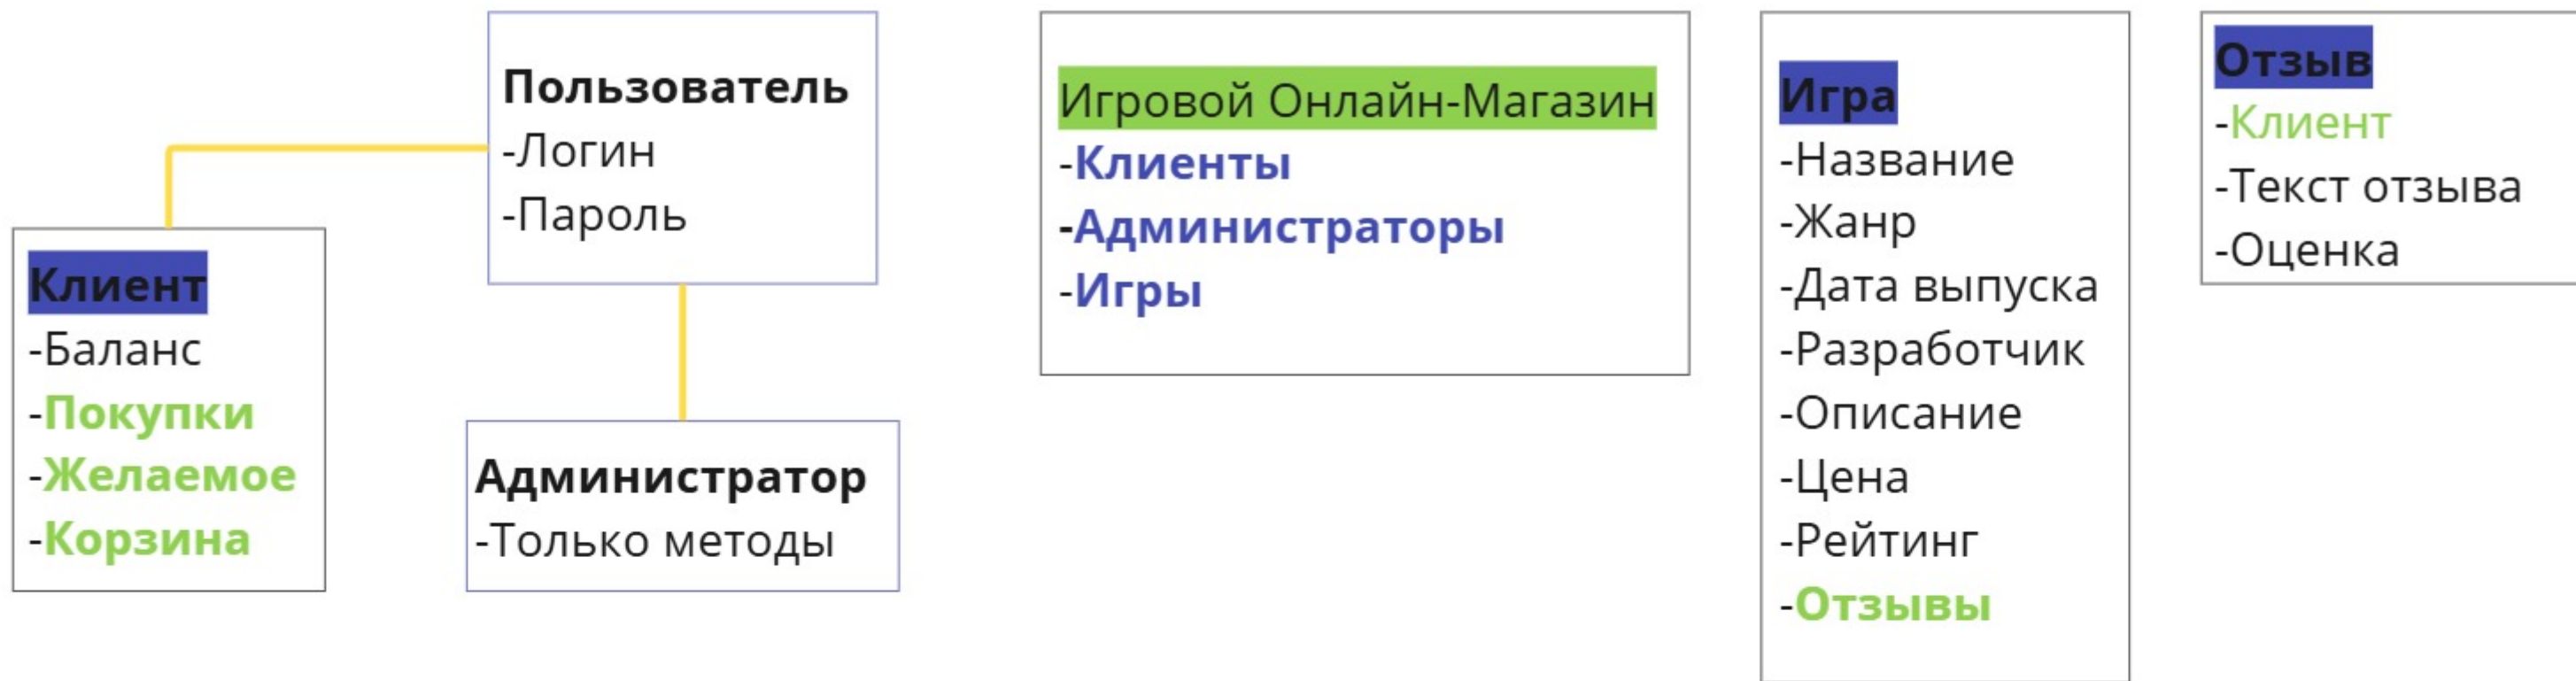 Пользователь
-Логин
-Пароль
Клиент
-Баланс
-Покупки
-Желаемое
-Корзина
Администратор
-Только методы
Игровой Онлайн-Магазин
-Клиенты
-Администраторы
-Игры
Игра
-Название
-Жанр
-Дата выпуска
-Разработчик
-Описание
-Цена
-Рейтинг
-Отзывы
Отзыв
-Клиент
-Текст отзыва
-Оценка